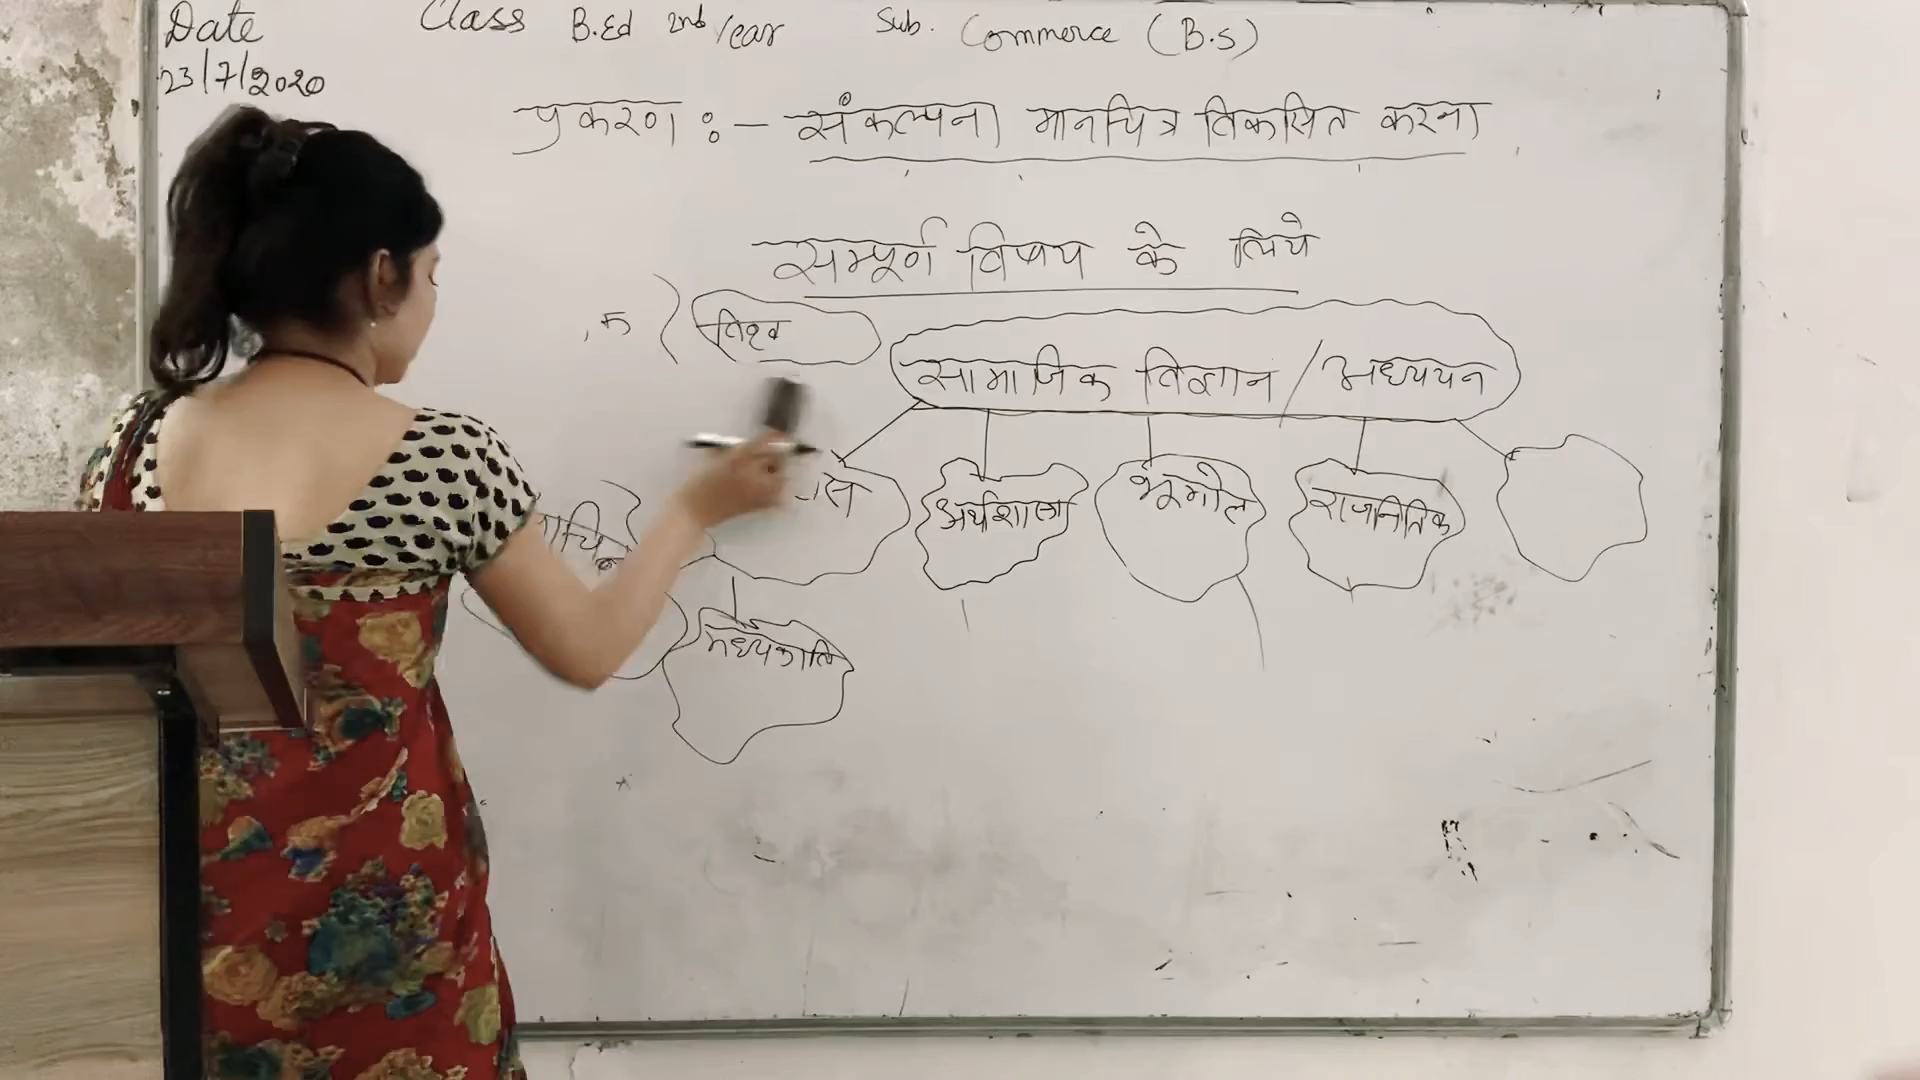 Date Class B.Ed 2nd Year Sub. Commerce (B.S)
23/7/2020
प्रकरण :- संकल्पना मानचित्र विकसित करना
सम्पूर्ण विषय के लिये
विश्व
सामाजिक विज्ञान / अध्ययन
अर्थशास्त्र भूगोल राजनितिक
मध्यकालि